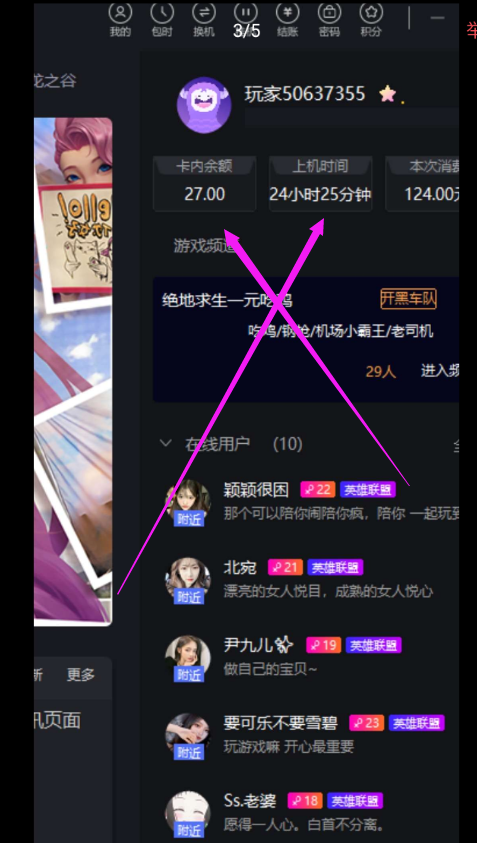 我的 包时 换机 结账 密码 积分
3/5
举
龙之谷
玩家50637355
卡内余额 上机时间 本次消费
27.00 24小时25分钟 124.00元
lollg
游戏频道
绝地求生一元吃鸡 开黑车队
吃鸡/钢枪/机场小霸王/老司机
29人 进入频
在线用户 (10)
颖颖很困 22 英雄联盟
附近 那个可以陪你闹陪你疯，陪你 一起玩到
北宛 21 英雄联盟
附近 漂亮的女人悦目，成熟的女人悦心
尹九儿 19 英雄联盟
附近 做自己的宝贝~
要可乐不要雪碧 23 英雄联盟
附近 玩游戏嘛 开心最重要
Ss.老婆 18 英雄联盟
附近 愿得一人心。白首不分离。
新 更多
讯页面